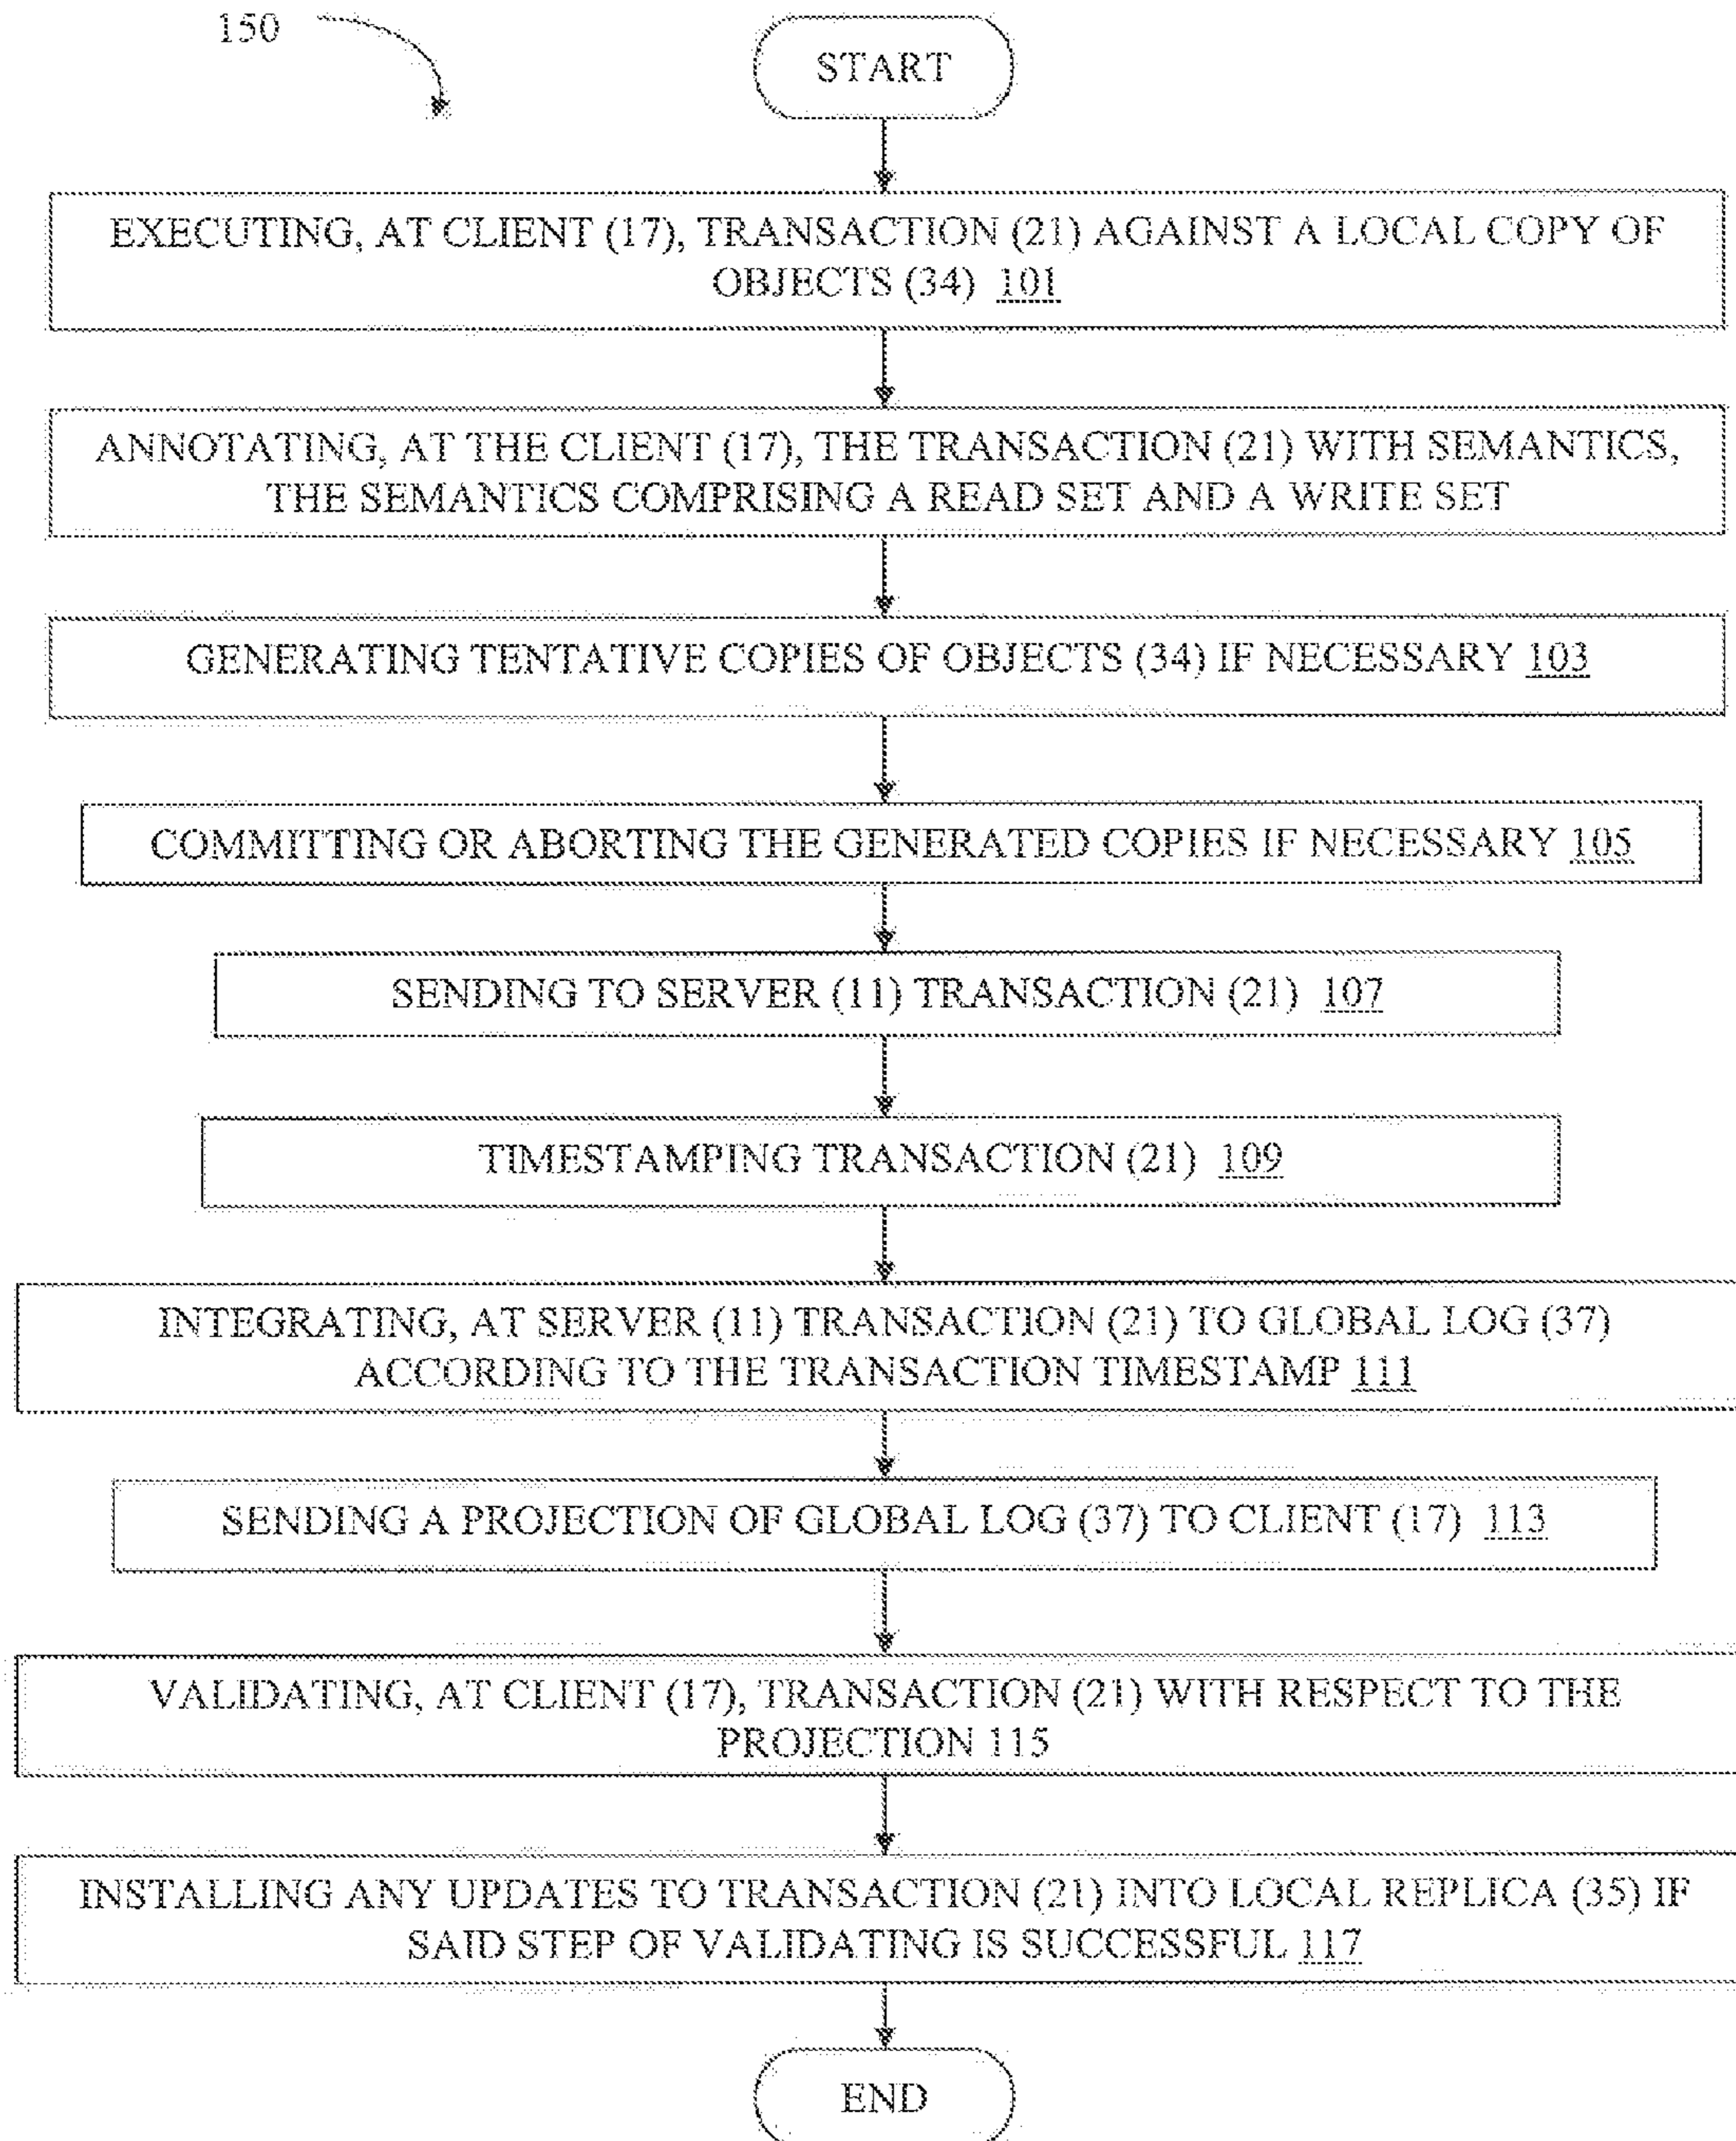 150
START
EXECUTING, AT CLIENT (17), TRANSACTION (21) AGAINST A LOCAL COPY OF
OBJECTS (34) 101
ANNOTATING, AT THE CLIENT (17), THE TRANSACTION (21) WITH SEMANTICS,
THE SEMANTICS COMPRISING A READ SET AND A WRITE SET
GENERATING TENTATIVE COPIES OF OBJECTS (34) IF NECESSARY 103
COMMITTING OR ABORTING THE GENERATED COPIES IF NECESSARY 105
SENDING TO SERVER (11) TRANSACTION (21) 107
TIMESTAMPING TRANSACTION (21) 109
INTEGRATING, AT SERVER (11) TRANSACTION (21) TO GLOBAL LOG (37)
ACCORDING TO THE TRANSACTION TIMESTAMP 111
SENDING A PROJECTION OF GLOBAL LOG (37) TO CLIENT (17) 113
VALIDATING, AT CLIENT (17), TRANSACTION (21) WITH RESPECT TO THE
PROJECTION 115
INSTALLING ANY UPDATES TO TRANSACTION (21) INTO LOCAL REPLICA (35) IF
SAID STEP OF VALIDATING IS SUCCESSFUL 117
END